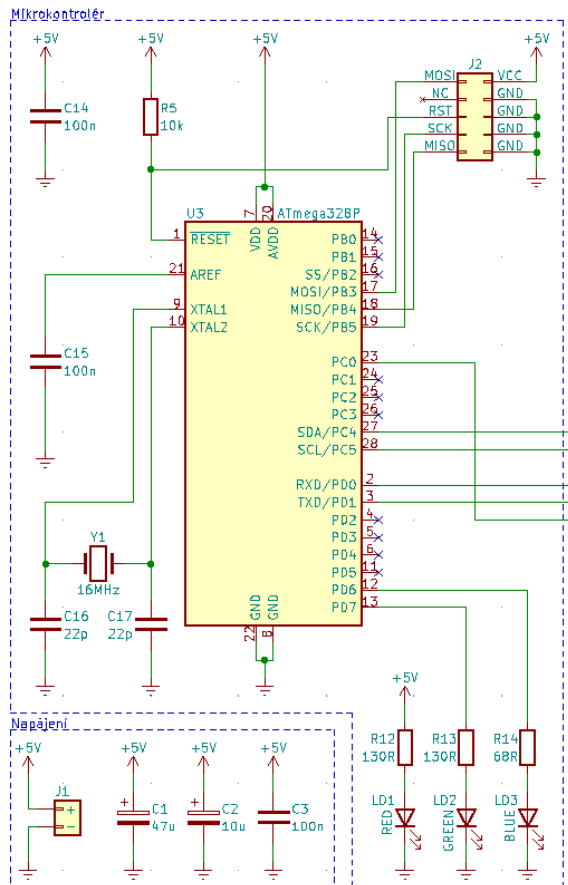 Mikrokontrolér
+5V
+5V
+5V
+5V
J2
MOSI
VCC
NC
GND
RST
GND
SCK
GND
MISO
GND
C14
100n
R5
10k
U3
ATmega328P
7
20
VDD
AVDD
1
RESET
21
AREF
9
XTAL1
10
XTAL2
PB0
14
PB1
15
SS/PB2
16
MOSI/PB3
17
MISO/PB4
18
SCK/PB5
19
PC0
23
PC1
24
PC2
25
PC3
26
SDA/PC4
27
SCL/PC5
28
RXD/PD0
2
TXD/PD1
3
PD2
4
PD3
5
PD4
6
PD5
11
PD6
12
PD7
13
GND
GND
22
8
C15
100n
Y1
16MHz
C16
22p
C17
22p
+5V
R12
130R
R13
130R
R14
68R
LD1
RED
LD2
GREEN
LD3
BLUE
Napájení
+5V
+5V
+5V
+5V
J1
+
-
+
C1
47u
+
C2
10u
C3
100n